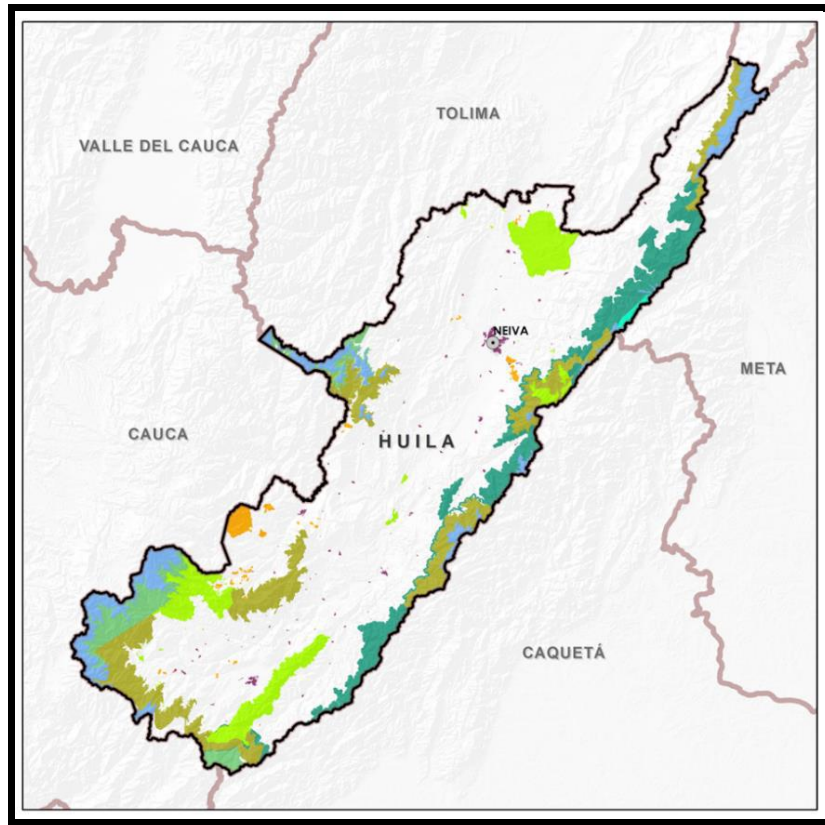 TOLIMA
VALLE DEL CAUCA
NEIVA
META
CAUCA
HUILA
CAQUETÁ